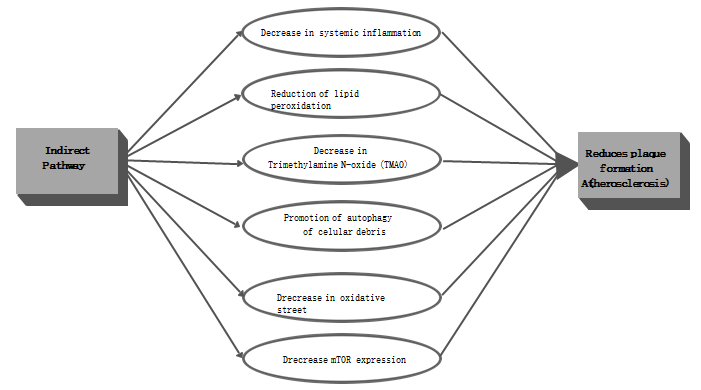 Indirect
Pathway
Decrease in systemic inflammation
Reduction of lipid
peroxidation
Decrease in
Trimethylamine N-oxide (TMAO)
Promotion of autophagy
of celular debris
Drecrease in oxidative
street
Drecrease mTOR expression
Reduces plaque
formation
(Atherosclerosis)